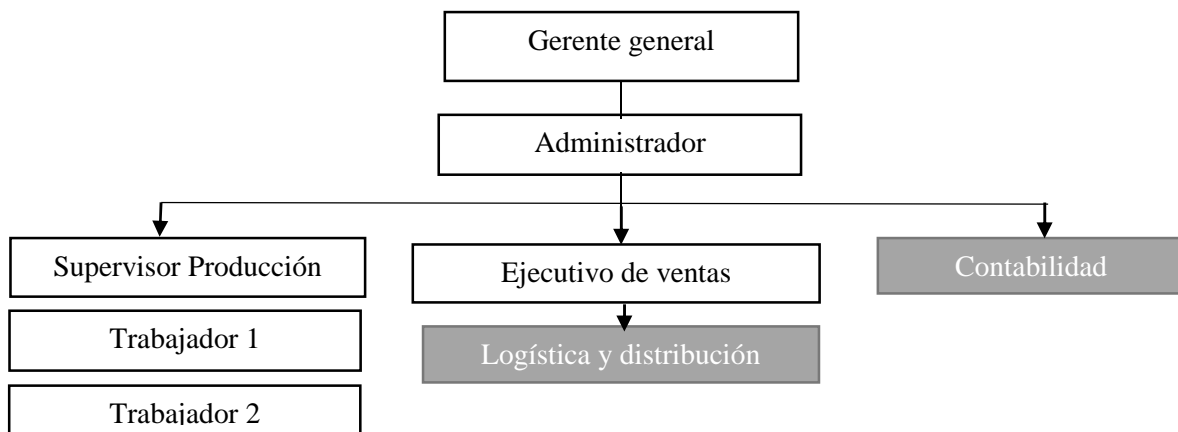 Gerente general
Administrador
Supervisor Producción
Ejecutivo de ventas
Contabilidad
Trabajador 1
Logística y distribución
Trabajador 2